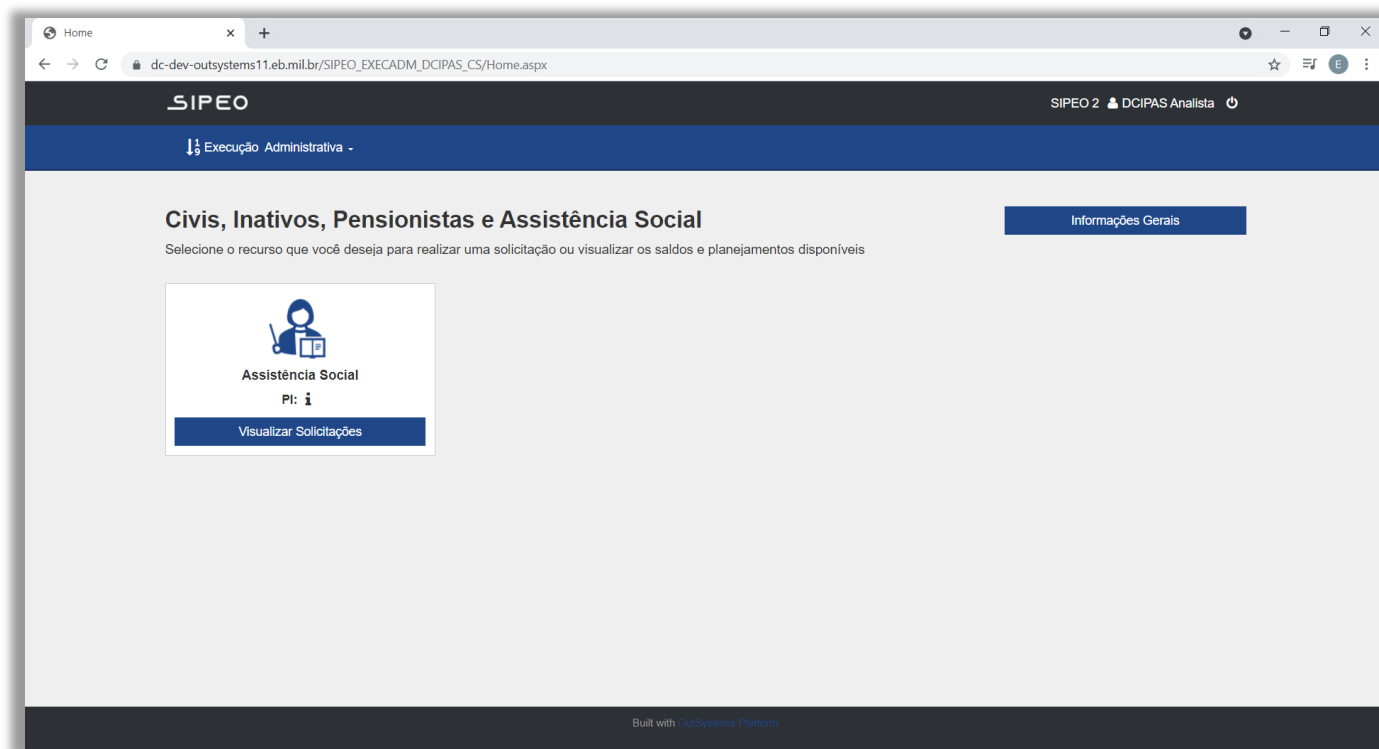 Home
dc-dev-outsystems11.eb.mil.br/SIPEO_EXECADM_DCIPAS_CS/Home.aspx
E
SIPEO
SIPEO 2 DCIPAS Analista
Execução Administrativa
Civis, Inativos, Pensionistas e Assistência Social
Informações Gerais
Selecione o recurso que você deseja para realizar uma solicitação ou visualizar os saldos e planejamentos disponíveis
Assistência Social
PI:
Visualizar Solicitações
Built with OutSystems Platform